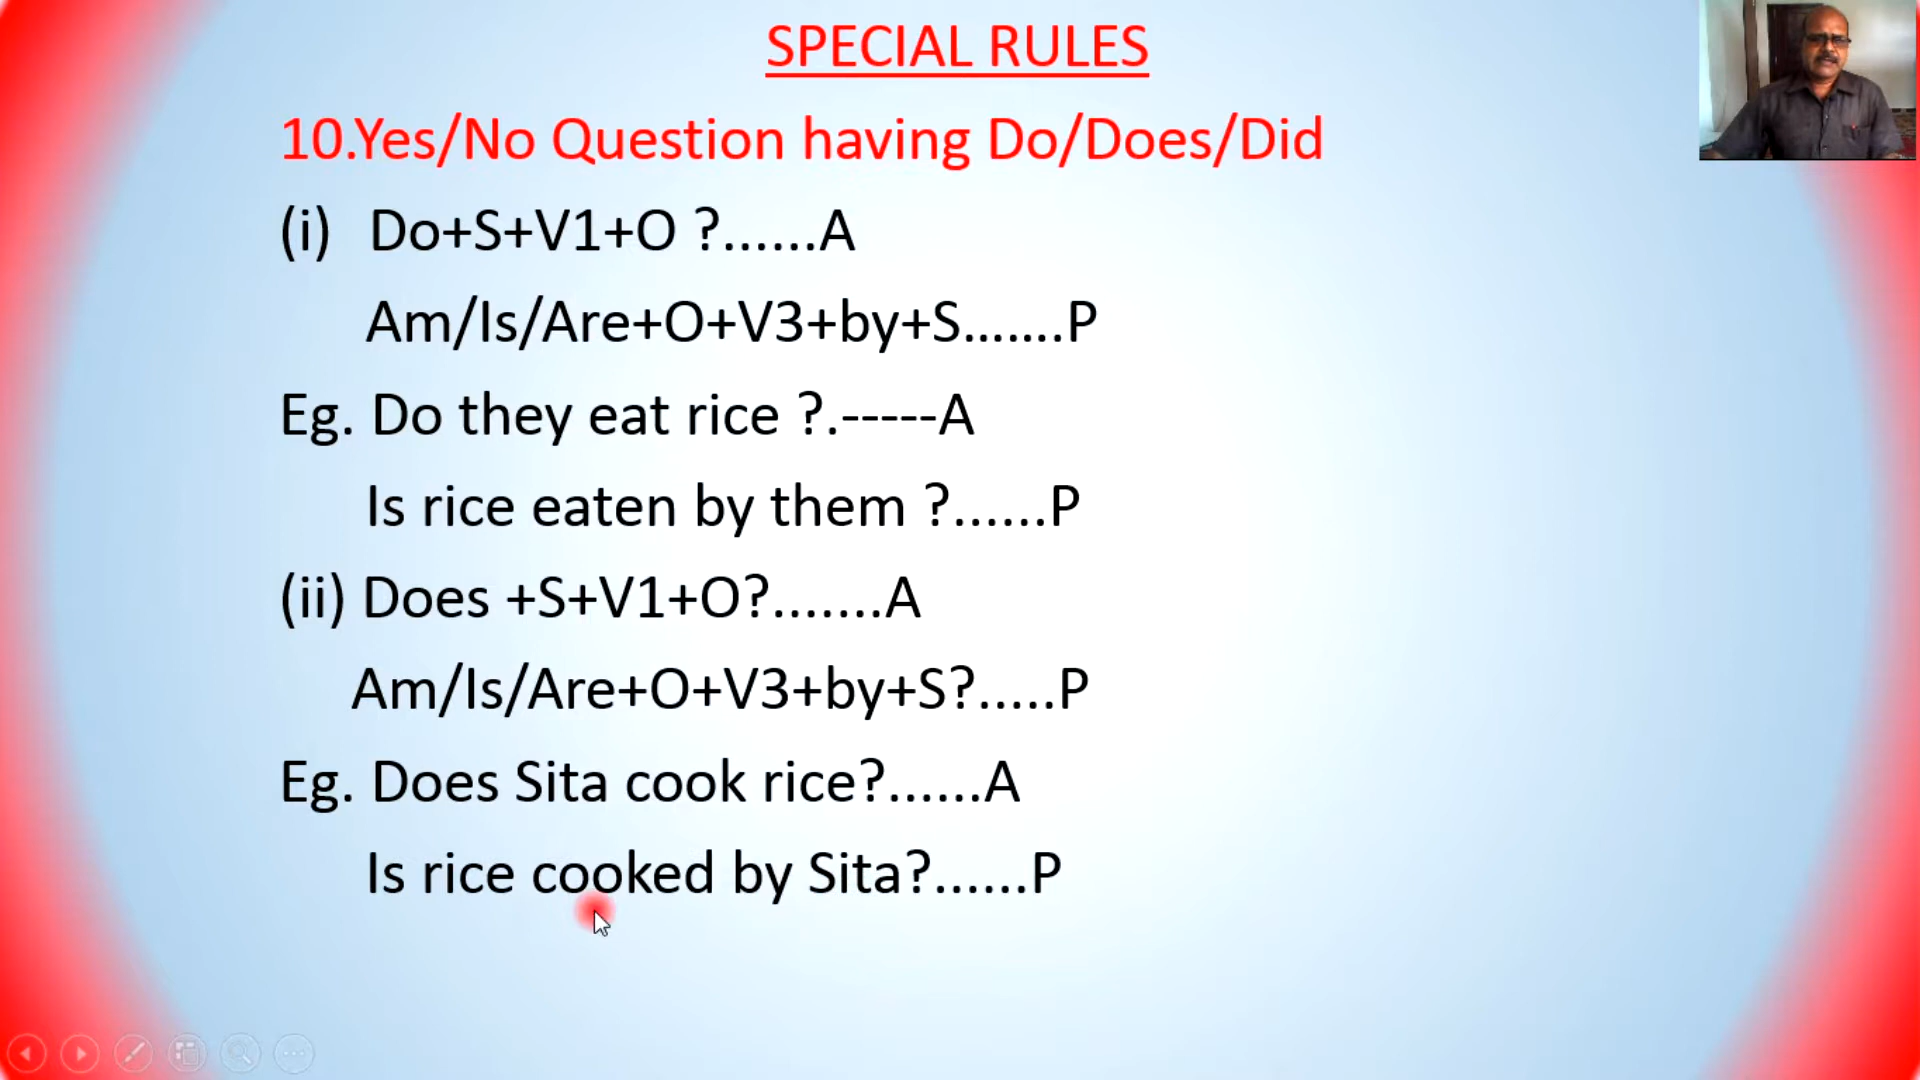 SPECIAL RULES
10.Yes/No Question having Do/Does/Did
(i) Do+S+V1+O ?......A
Am/Is/Are+O+V3+by+S.......P
Eg. Do they eat rice ?.-----A
Is rice eaten by them ?......P
(ii) Does +S+V1+O?.......A
Am/Is/Are+O+V3+by+S?.....P
Eg. Does Sita cook rice?......A
Is rice cooked by Sita?......P